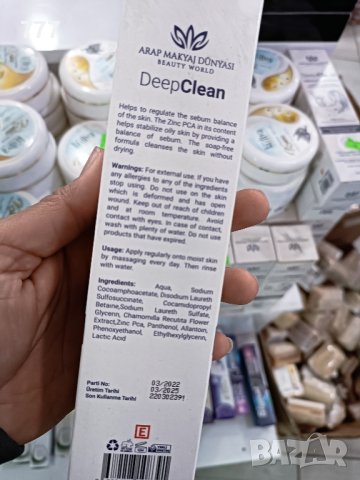 ARAP MAKYAJ DÜNYASI
BEAUTY WORLD
DeepClean
Helps to regulate the sebum balance
of the skin. The Zinc PCA in its content
helps stabilize oily skin by providing a
balance of sebum. The soap-free
formula cleanses the skin without
drying.
Warnings: For external use. If you have
any allergies to any of the ingredients
stop using. Do not use on the skin
which is deformed and has open
wound. Keep out of reach of children
and at room temperature. Avoid
contact with eyes. In case of contact,
wash with plenty of water. Do not use
products that have expired.
Usage: Apply regularly onto moist skin
by massaging every day. Then rinse
with water.
Ingredients: Aqua, Sodium
Cocoamphoacetate, Disodium Laureth
Sulfosuccinate, Cocamidopropyl
Betaine,Sodium Laureth Sulfate,
Glycerin, Chamomilla Recutita Flower
Extrect,Zinc Pca, Panthenol, Allantoin,
Phenoxyethanol, Ethylhexylglycerin,
Lactic Acid
Parti No: 03/2022
Üretim Tarihi 03/2025
Son Kullanma Tarihi 220302391
E
BAZAR